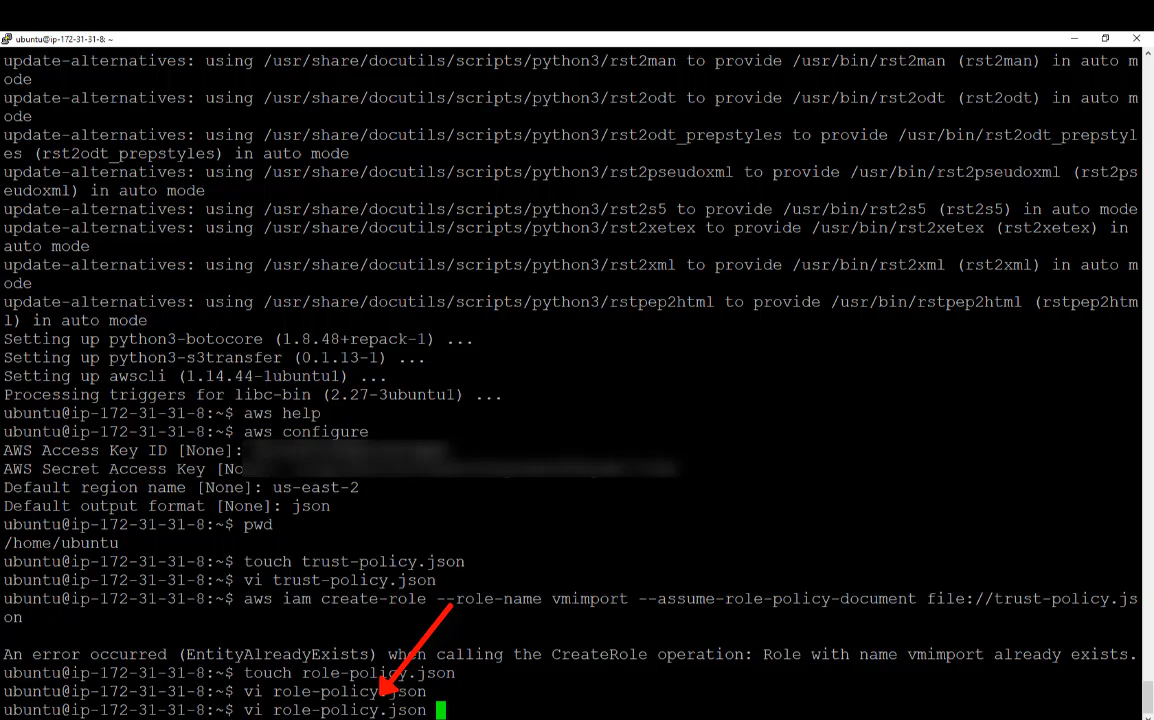 ubuntu@ip-172-31-31-8: ~
update-alternatives: using /usr/share/docutils/scripts/python3/rst2man to provide /usr/bin/rst2man (rst2man) in auto m
ode
update-alternatives: using /usr/share/docutils/scripts/python3/rst2odt to provide /usr/bin/rst2odt (rst2odt) in auto m
ode
update-alternatives: using /usr/share/docutils/scripts/python3/rst2odt_prepstyles to provide /usr/bin/rst2odt_prepstyl
es (rst2odt_prepstyles) in auto mode
update-alternatives: using /usr/share/docutils/scripts/python3/rst2pseudoxml to provide /usr/bin/rst2pseudoxml (rst2ps
eudoxml) in auto mode
update-alternatives: using /usr/share/docutils/scripts/python3/rst2s5 to provide /usr/bin/rst2s5 (rst2s5) in auto mode
update-alternatives: using /usr/share/docutils/scripts/python3/rst2xetex to provide /usr/bin/rst2xetex (rst2xetex) in
auto mode
update-alternatives: using /usr/share/docutils/scripts/python3/rst2xml to provide /usr/bin/rst2xml (rst2xml) in auto m
ode
update-alternatives: using /usr/share/docutils/scripts/python3/rstpep2html to provide /usr/bin/rstpep2html (rstpep2htm
l) in auto mode
Setting up python3-botocore (1.8.48+repack-1) ...
Setting up python3-s3transfer (0.1.13-1) ...
Setting up awscli (1.14.44-1ubuntu1) ...
Processing triggers for libc-bin (2.27-3ubuntu1) ...
ubuntu@ip-172-31-31-8:~$ aws help
ubuntu@ip-172-31-31-8:~$ aws configure
AWS Access Key ID [None]:
AWS Secret Access Key [No
Default region name [None]: us-east-2
Default output format [None]: json
ubuntu@ip-172-31-31-8:~$ pwd
/home/ubuntu
ubuntu@ip-172-31-31-8:~$ touch trust-policy.json
ubuntu@ip-172-31-31-8:~$ vi trust-policy.json
ubuntu@ip-172-31-31-8:~$ aws iam create-role --role-name vmimport --assume-role-policy-document file://trust-policy.js
on
An error occurred (EntityAlreadyExists) when calling the CreateRole operation: Role with name vmimport already exists.
ubuntu@ip-172-31-31-8:~$ touch role-policy.json
ubuntu@ip-172-31-31-8:~$ vi role-policy.json
ubuntu@ip-172-31-31-8:~$ vi role-policy.json